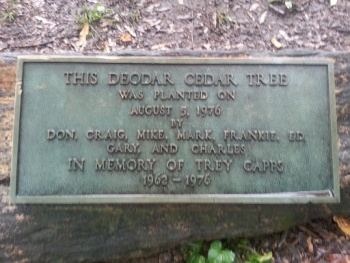 THIS DEODAR CEDAR TREE
WAS PLANTED ON
AUGUST 5, 1976
BY
DON, CRAIG, MIKE, MARK, FRANKIE, ED,
GARY, AND CHARLES
IN MEMORY OF TREY CAPPS
1962 - 1976